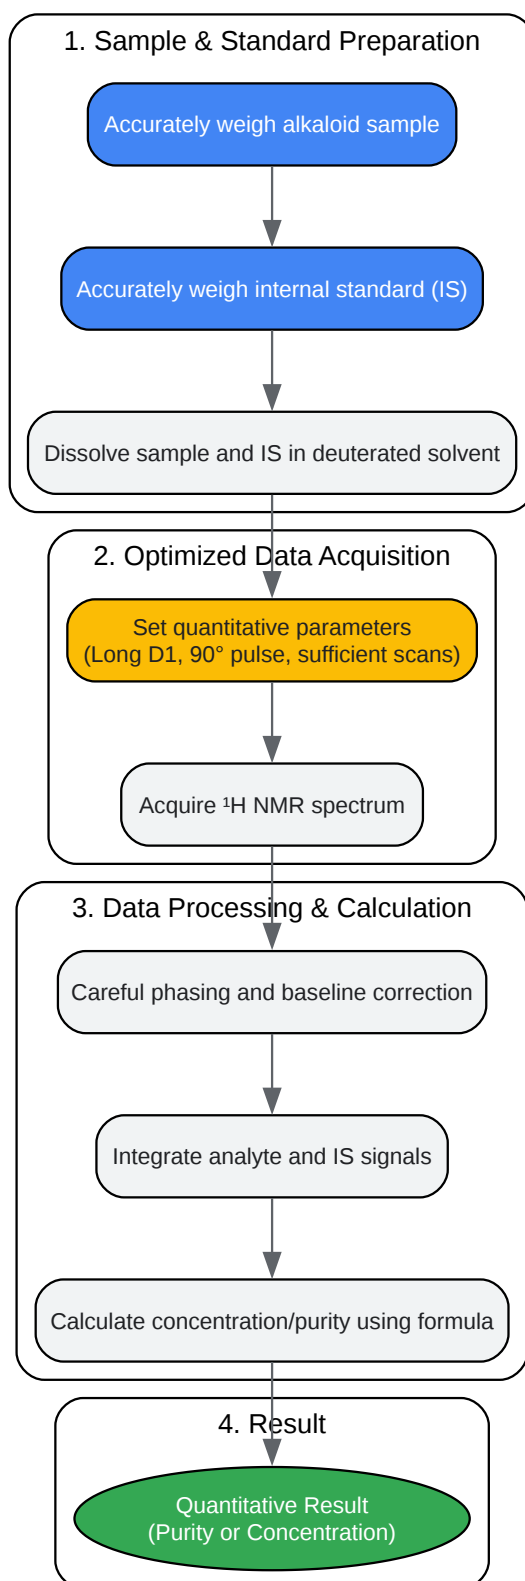 1. Sample & Standard Preparation
Accurately weigh alkaloid sample
Accurately weigh internal standard (IS)
Dissolve sample and IS in deuterated solvent
2. Optimized Data Acquisition
Set quantitative parameters
(Long D1, 90° pulse, sufficient scans)
Acquire ¹H NMR spectrum
3. Data Processing & Calculation
Careful phasing and baseline correction
Integrate analyte and IS signals
Calculate concentration/purity using formula
4. Result
Quantitative Result
(Purity or Concentration)